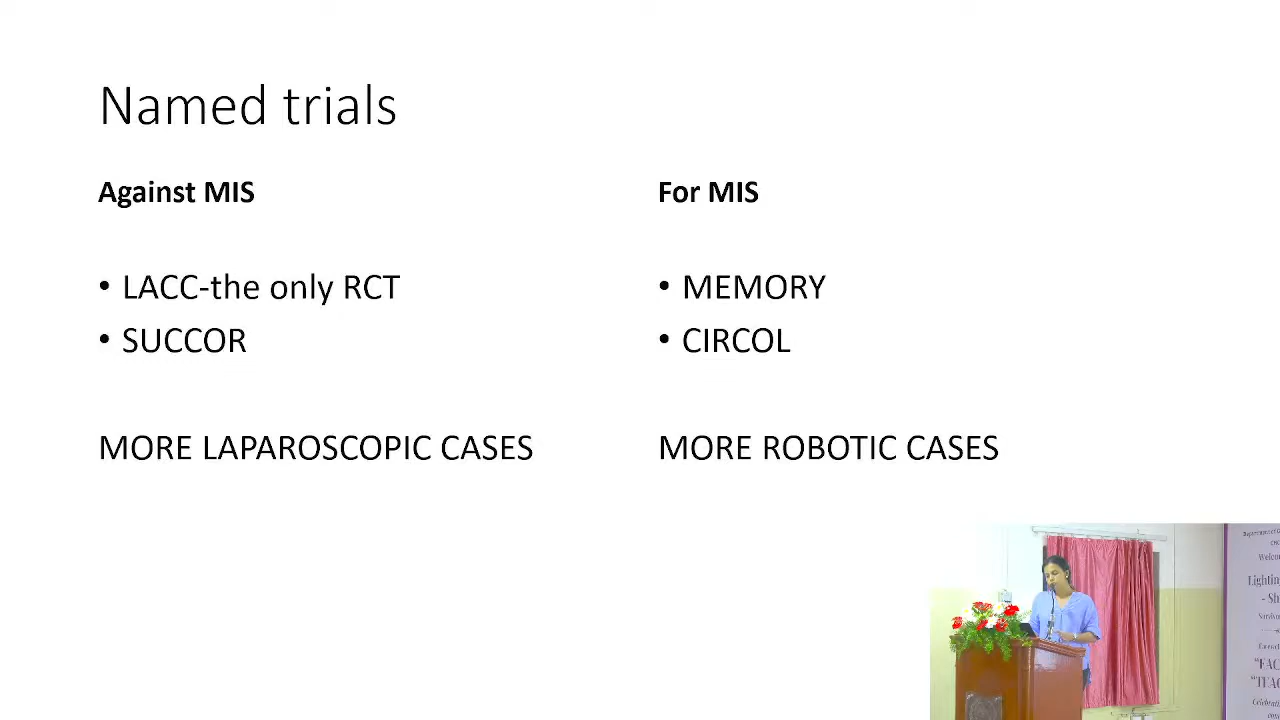 Named trials
Against MIS
• LACC-the only RCT
• SUCCOR
MORE LAPAROSCOPIC CASES
For MIS
• MEMORY
• CIRCOL
MORE ROBOTIC CASES